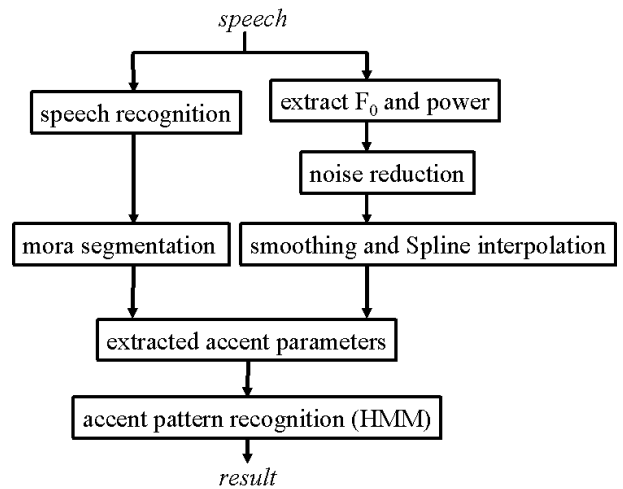 speech
speech recognition
extract F₀ and power
noise reduction
mora segmentation
smoothing and Spline interpolation
extracted accent parameters
accent pattern recognition (HMM)
result